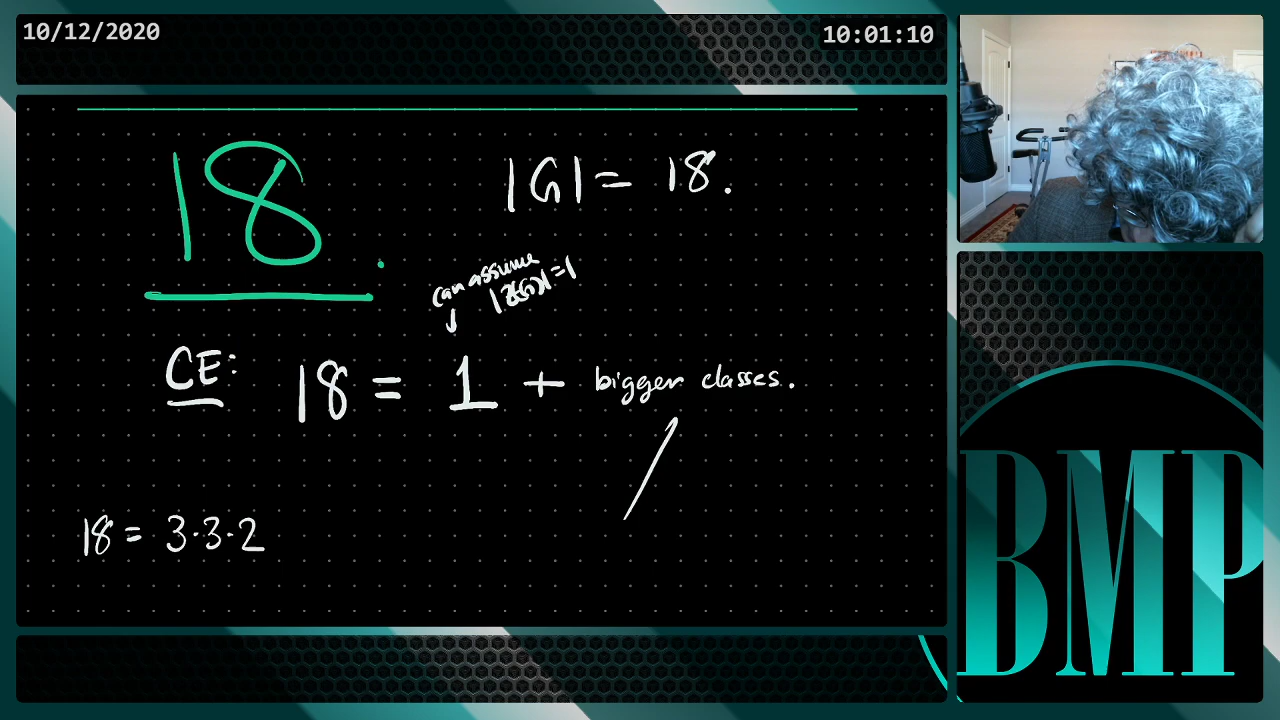 10/12/2020
10:01:10
18.
|G| = 18.
can assume
|Z(G)| = 1
CE: 18 = 1 + bigger classes.
18 = 3·3·2
BMP